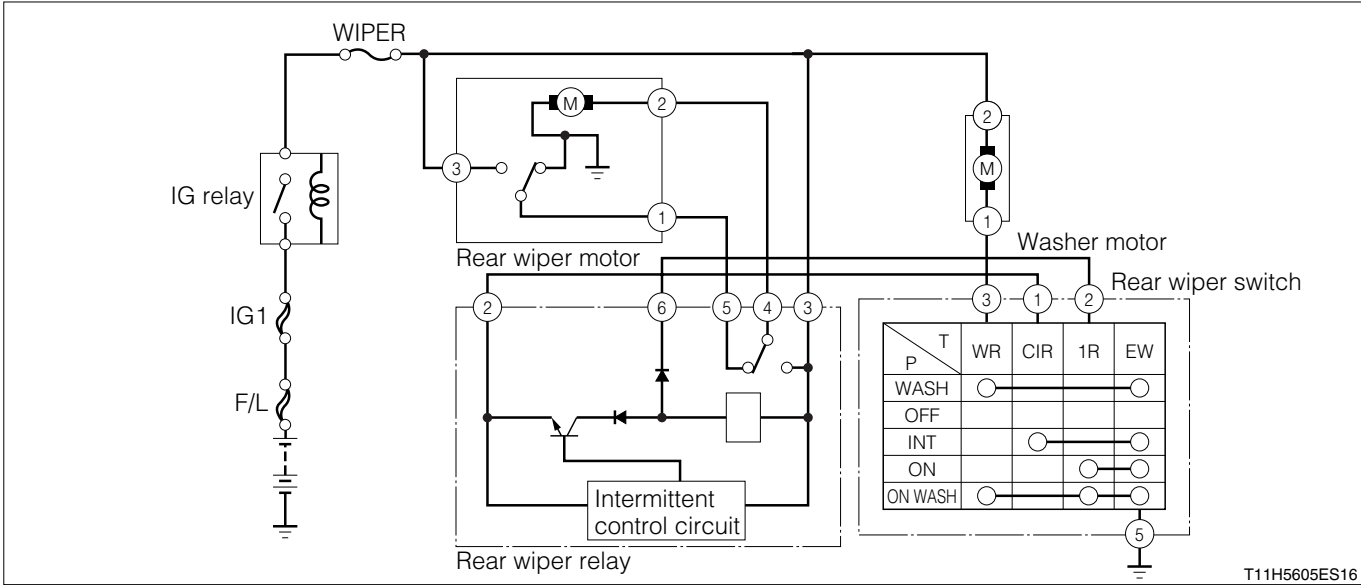 WIPER
M
2
3
1
IG relay
Rear wiper motor
2
M
1
Washer motor
Rear wiper switch
2
6
5
4
3
3
1
2
IG1
T
P
WR CIR 1R EW
WASH
OFF
INT
ON
ON WASH
F/L
Intermittent
control circuit
5
Rear wiper relay
T11H5605ES16